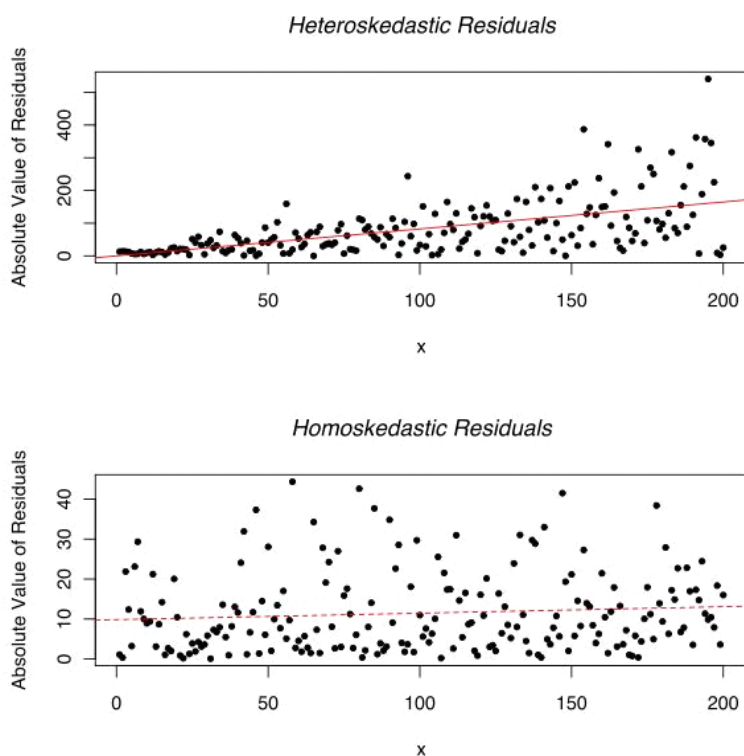 Heteroskedastic Residuals
Absolute Value of Residuals
400
200
0
0 50 100 150 200
x
Homoskedastic Residuals
Absolute Value of Residuals
40
30
20
10
0
0 50 100 150 200
x